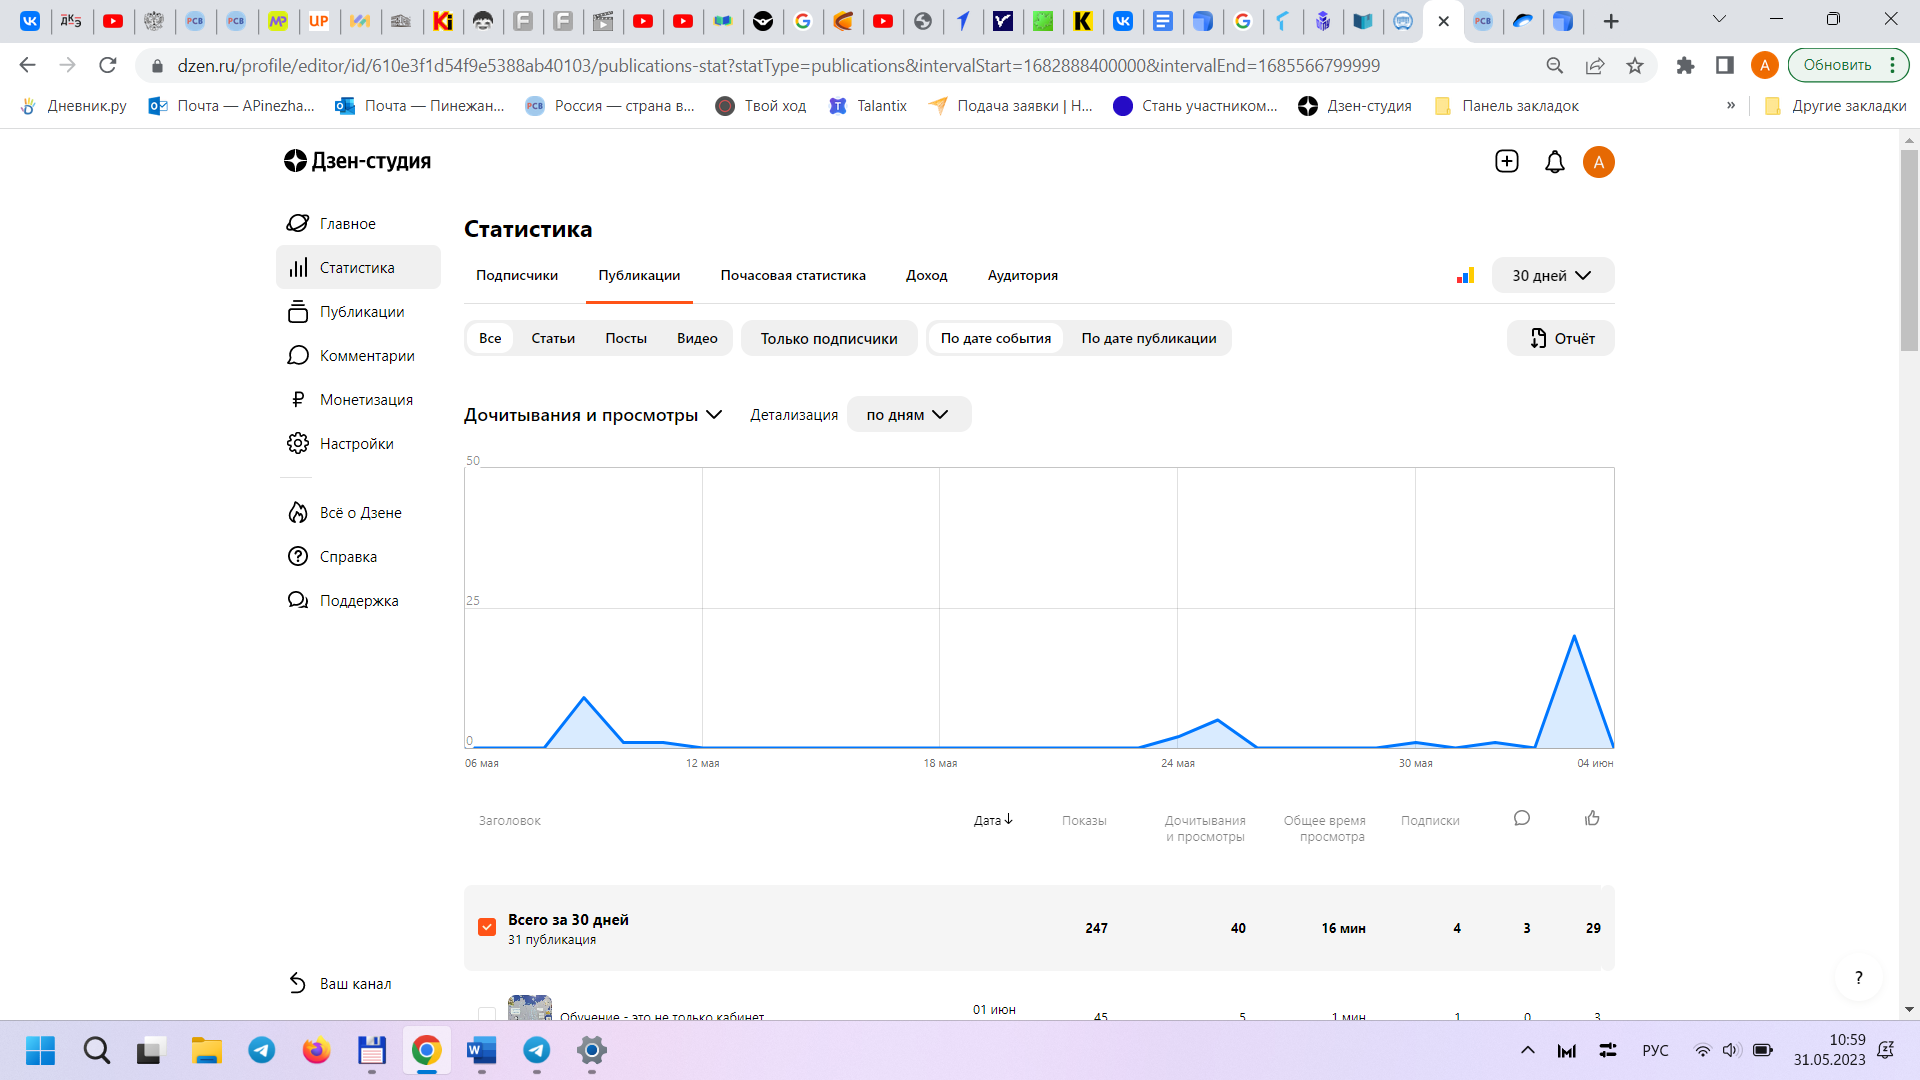 dzen.ru/profile/editor/id/610e3f1d54f9e5388ab40103/publications-stat?statType=publications&intervalStart=1682888400000&intervalEnd=1685566799999
Обновить
Дневник.ру
Почта — APinezha...
Почта — Пинежан...
Россия — страна в...
Твой ход
Talantix
Подача заявки | Н...
Стань участником...
Дзен-студия
Панель закладок
»
Другие закладки
Дзен-студия
А
Главное
Статистика
Публикации
Комментарии
Монетизация
Настройки
Всё о Дзене
Справка
Поддержка
Ваш канал
Статистика
Подписчики
Публикации
Почасовая статистика
Доход
Аудитория
30 дней
Все
Статьи
Посты
Видео
Только подписчики
По дате события
По дате публикации
Отчёт
Дочитывания и просмотры
Детализация
по дням
50
25
0
06 мая
12 мая
18 мая
24 мая
30 мая
04 июн
Заголовок
Дата
Показы
Дочитывания
и просмотры
Общее время
просмотра
Подписки
Всего за 30 дней
31 публикация
247
40
16 мин
4
3
29
Обучение - это не только кабинет
01 июн
45
5
1 мин
1
0
3
?
РУС
10:59
31.05.2023